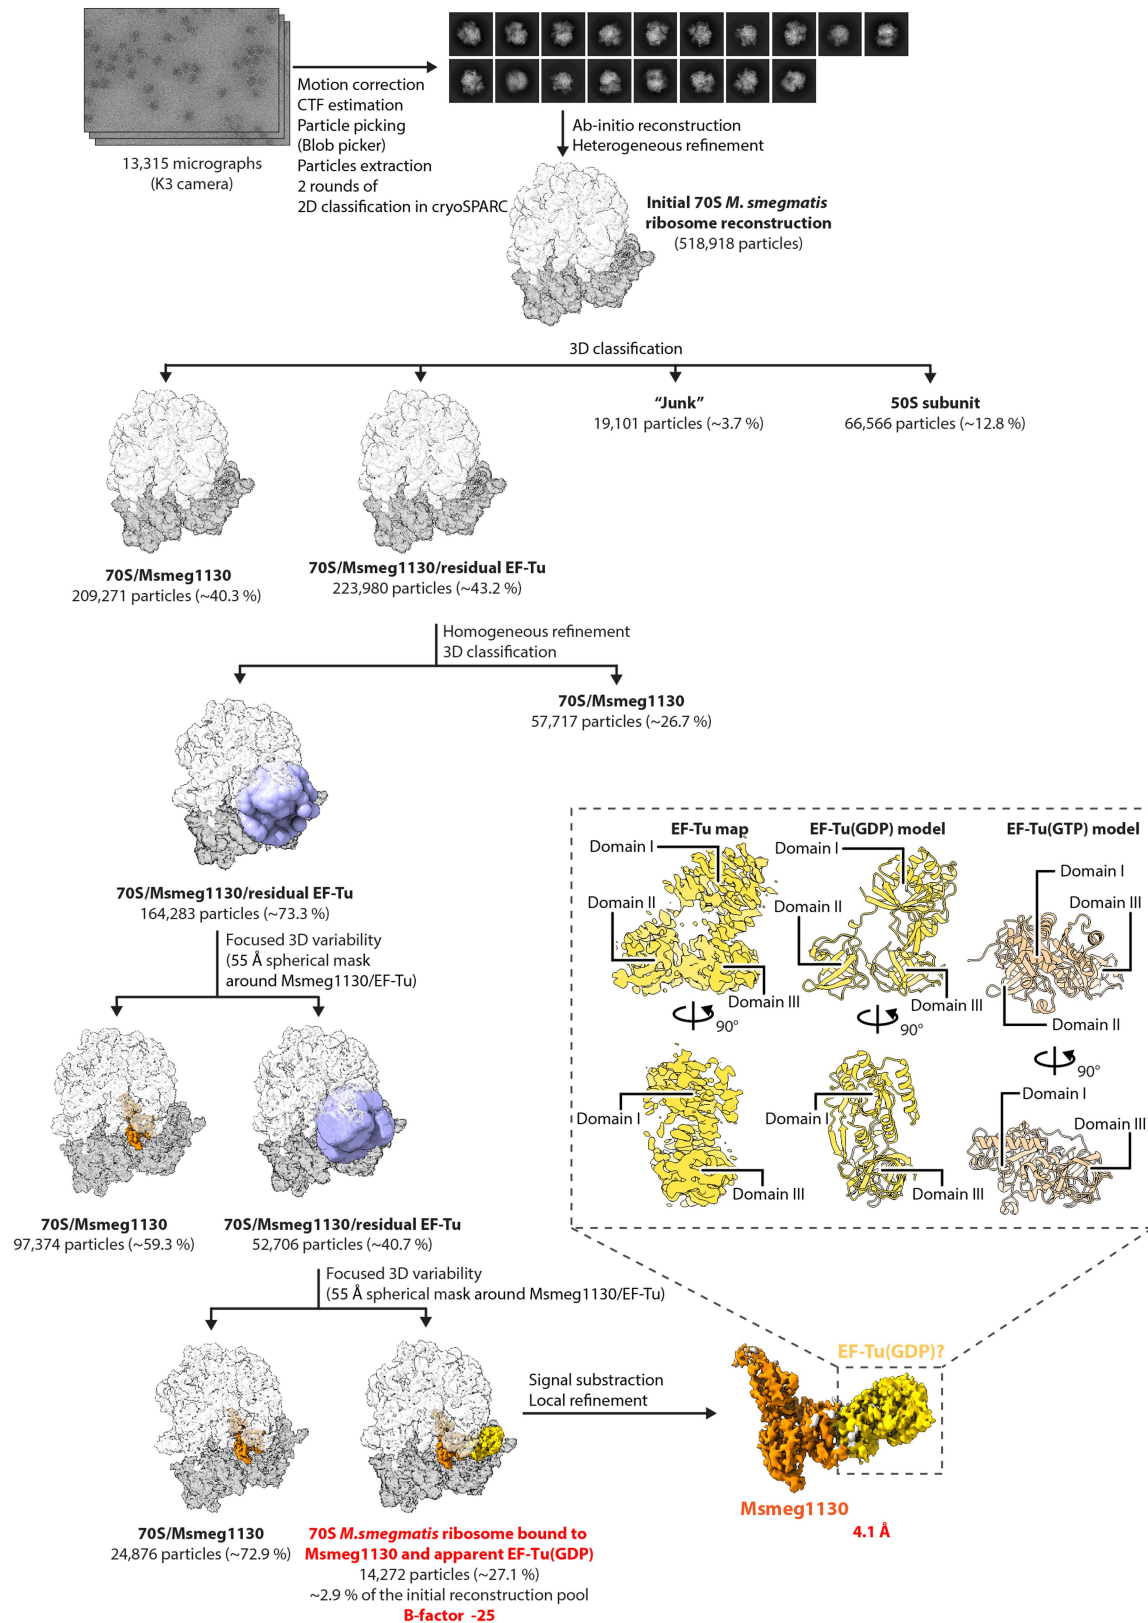 13,315 micrographs
(K3 camera)
Motion correction
CTF estimation
Particle picking
(Blob picker)
Particles extraction
2 rounds of
2D classification in cryoSPARC
Ab-initio reconstruction
Heterogeneous refinement
Initial 70S M. smegmatis
ribosome reconstruction
(518,918 particles)
3D classification
70S/Msmeg1130
209,271 particles (~40.3 %)
70S/Msmeg1130/residual EF-Tu
223,980 particles (~43.2 %)
“Junk”
19,101 particles (~3.7 %)
50S subunit
66,566 particles (~12.8 %)
Homogeneous refinement
3D classification
70S/Msmeg1130/residual EF-Tu
164,283 particles (~73.3 %)
70S/Msmeg1130
57,717 particles (~26.7 %)
Focused 3D variability
(55 Å spherical mask
around Msmeg1130/EF-Tu)
70S/Msmeg1130
97,374 particles (~59.3 %)
70S/Msmeg1130/residual EF-Tu
52,706 particles (~40.7 %)
Focused 3D variability
(55 Å spherical mask around Msmeg1130/EF-Tu)
70S/Msmeg1130
24,876 particles (~72.9 %)
70S M.smegmatis ribosome bound to
Msmeg1130 and apparent EF-Tu(GDP)
14,272 particles (~27.1 %)
~2.9 % of the initial reconstruction pool
B-factor -25
Signal substraction
Local refinement
EF-Tu(GDP)?
Msmeg1130
4.1 Å
EF-Tu map
Domain I
Domain II
Domain III
90°
Domain I
Domain III
EF-Tu(GDP) model
Domain I
Domain II
Domain III
90°
Domain I
Domain III
EF-Tu(GTP) model
Domain I
Domain III
Domain II
90°
Domain I
Domain III